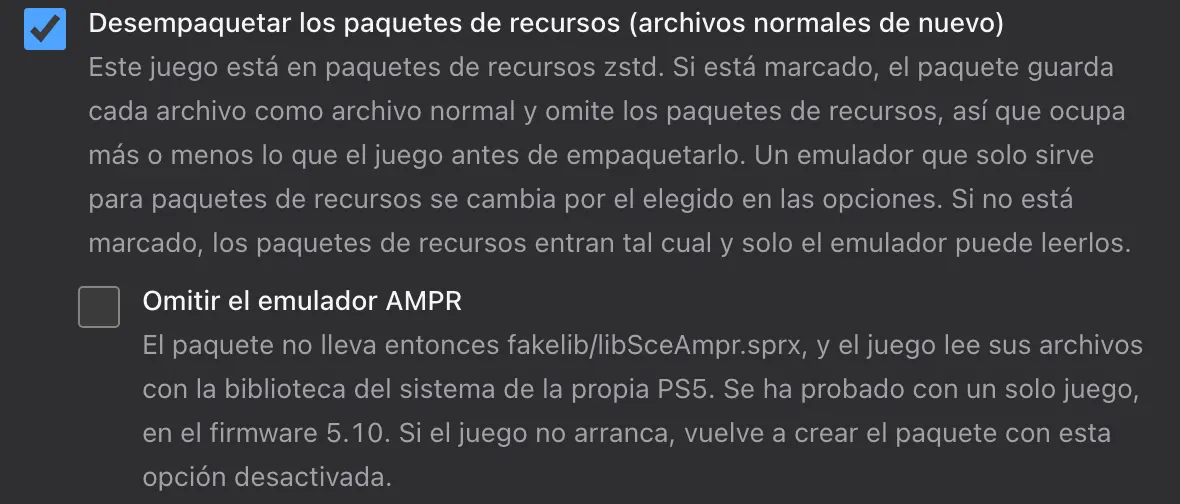 Desempaquetar los paquetes de recursos (archivos normales de nuevo)
Este juego está en paquetes de recursos zstd. Si está marcado, el paquete guarda
cada archivo como archivo normal y omite los paquetes de recursos, así que ocupa
más o menos lo que el juego antes de empaquetarlo. Un emulador que solo sirve
para paquetes de recursos se cambia por el elegido en las opciones. Si no está
marcado, los paquetes de recursos entran tal cual y solo el emulador puede leerlos.
Omitir el emulador AMPR
El paquete no lleva entonces fakelib/libSceAmpr.sprx, y el juego lee sus archivos
con la biblioteca del sistema de la propia PS5. Se ha probado con un solo juego,
en el firmware 5.10. Si el juego no arranca, vuelve a crear el paquete con esta
opción desactivada.